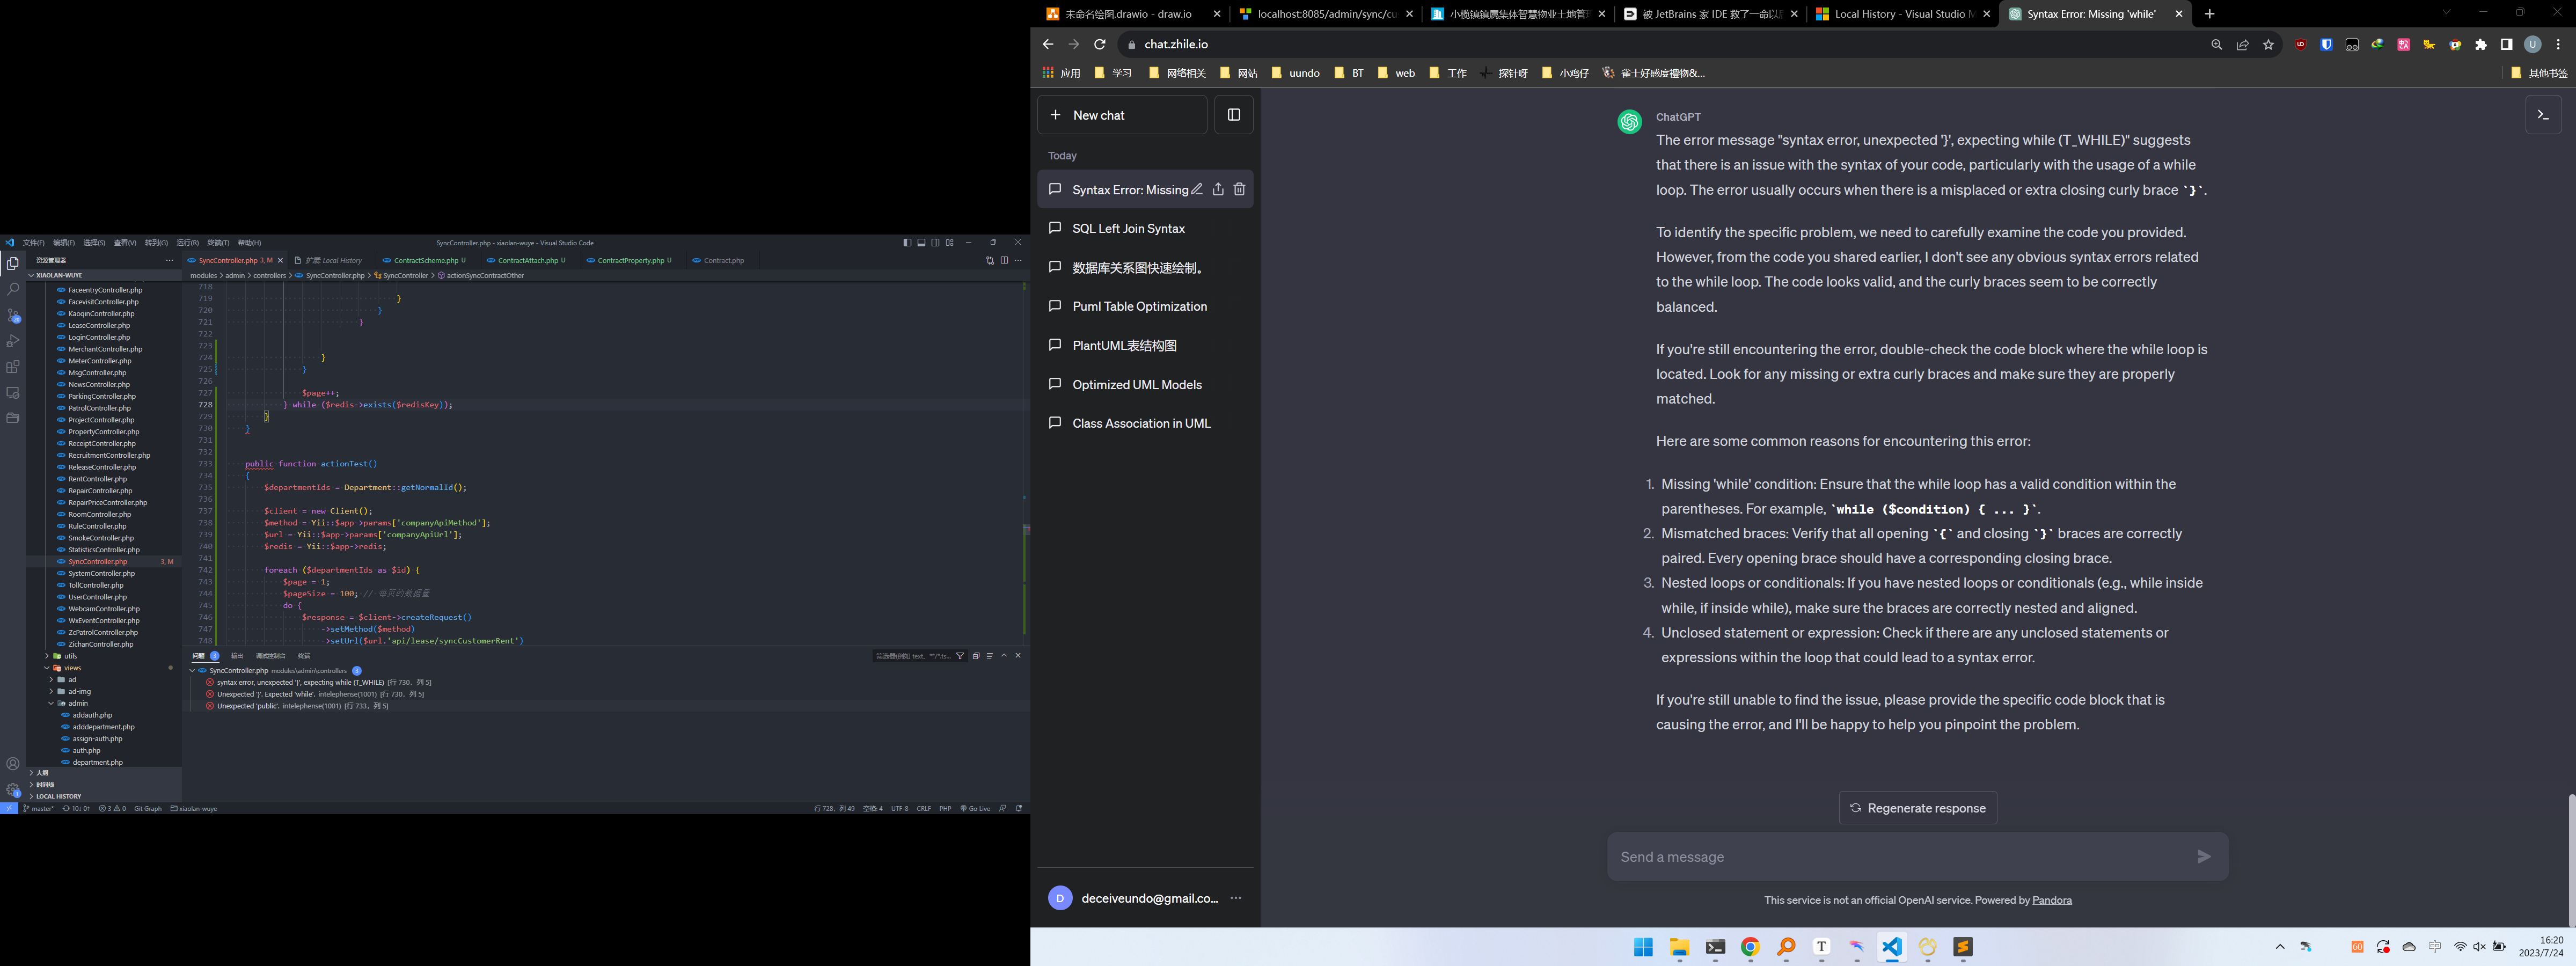 文件(F) 编辑(E) 选择(S) 查看(V) 转到(G) 运行(R) 终端(T) 帮助(H)
SyncController.php - xiaolan-wuye - Visual Studio Code
资源管理器
XIAOLAN-WUYE
FaceentryController.php
FacevisitController.php
KaoqinController.php
LeaseController.php
LoginController.php
MerchantController.php
MeterController.php
MsgController.php
NewsController.php
ParkingController.php
PatrolController.php
ProjectController.php
PropertyController.php
ReceiptController.php
RecruitmentController.php
ReleaseController.php
RentController.php
RepairController.php
RepairPriceController.php
RoomController.php
RuleController.php
SmokeController.php
StatisticsController.php
SyncController.php 3, M
SystemController.php
TollController.php
UserController.php
WebcamController.php
WxEventController.php
ZcPatrolController.php
ZichanController.php
utils
views
ad
ad-img
admin
addauth.php
adddepartment.php
assign-auth.php
auth.php
department.php
大纲
时间线
LOCAL HISTORY
SyncController.php 3, M
扩展: Local History
ContractScheme.php U
ContractAttach.php U
ContractProperty.php U
Contract.php
modules > admin > controllers > SyncController.php > SyncController > actionSyncContractOther
718
719 }
720 }
721 }
722
723
724 }
725 }
726
727 $page++;
728 } while ($redis->exists($redisKey));
729 }
730 }
731
732
733 public function actionTest()
734 {
735 $departmentIds = Department::getNormalId();
736
737 $client = new Client();
738 $method = Yii::$app->params['companyApiMethod'];
739 $url = Yii::$app->params['companyApiUrl'];
740 $redis = Yii::$app->redis;
741
742 foreach ($departmentIds as $id) {
743 $page = 1;
744 $pageSize = 100; // 每页的数据量
745 do {
746 $response = $client->createRequest()
747 ->setMethod($method)
748 ->setUrl($url.'api/lease/syncCustomerRent')
问题 3 输出 调试控制台 终端
筛选器(例如 text、**/*.ts...
SyncController.php modules\admin\controllers 3
syntax error, unexpected '}', expecting while (T_WHILE) [行 730，列 5]
Unexpected '}'. Expected 'while'. intelephense(1001) [行 730，列 5]
Unexpected 'public'. intelephense(1001) [行 733，列 5]
master* 10↓ 0↑ 3 0 Git Graph xiaolan-wuye
行 728，列 49 空格: 4 UTF-8 CRLF PHP Go Live
未命名绘图.drawio - draw.io
localhost:8085/admin/sync/cu
小榄镇镇属集体智慧物业土地管理
被 JetBrains 家 IDE 救了一命以后
Local History - Visual Studio M
Syntax Error: Missing 'while'
chat.zhile.io
应用 学习 网络相关 网站 uundo BT web 工作 探针呀 小鸡仔 雀士好感度禮物&...
其他书签
New chat
Today
Syntax Error: Missing
SQL Left Join Syntax
数据库关系图快速绘制。
Puml Table Optimization
PlantUML表结构图
Optimized UML Models
Class Association in UML
D deceiveundo@gmail.co...
ChatGPT
The error message "syntax error, unexpected '}', expecting while (T_WHILE)" suggests
that there is an issue with the syntax of your code, particularly with the usage of a while
loop. The error usually occurs when there is a misplaced or extra closing curly brace `}`.
To identify the specific problem, we need to carefully examine the code you provided.
However, from the code you shared earlier, I don't see any obvious syntax errors related
to the while loop. The code looks valid, and the curly braces seem to be correctly
balanced.
If you're still encountering the error, double-check the code block where the while loop is
located. Look for any missing or extra curly braces and make sure they are properly
matched.
Here are some common reasons for encountering this error:
1. Missing 'while' condition: Ensure that the while loop has a valid condition within the
parentheses. For example, `while ($condition) { ... }`.
2. Mismatched braces: Verify that all opening `{` and closing `}` braces are correctly
paired. Every opening brace should have a corresponding closing brace.
3. Nested loops or conditionals: If you have nested loops or conditionals (e.g., while inside
while, if inside while), make sure the braces are correctly nested and aligned.
4. Unclosed statement or expression: Check if there are any unclosed statements or
expressions within the loop that could lead to a syntax error.
If you're still unable to find the issue, please provide the specific code block that is
causing the error, and I'll be happy to help you pinpoint the problem.
Regenerate response
Send a message
This service is not an official OpenAI service. Powered by Pandora
60
中
16:20
2023/7/24